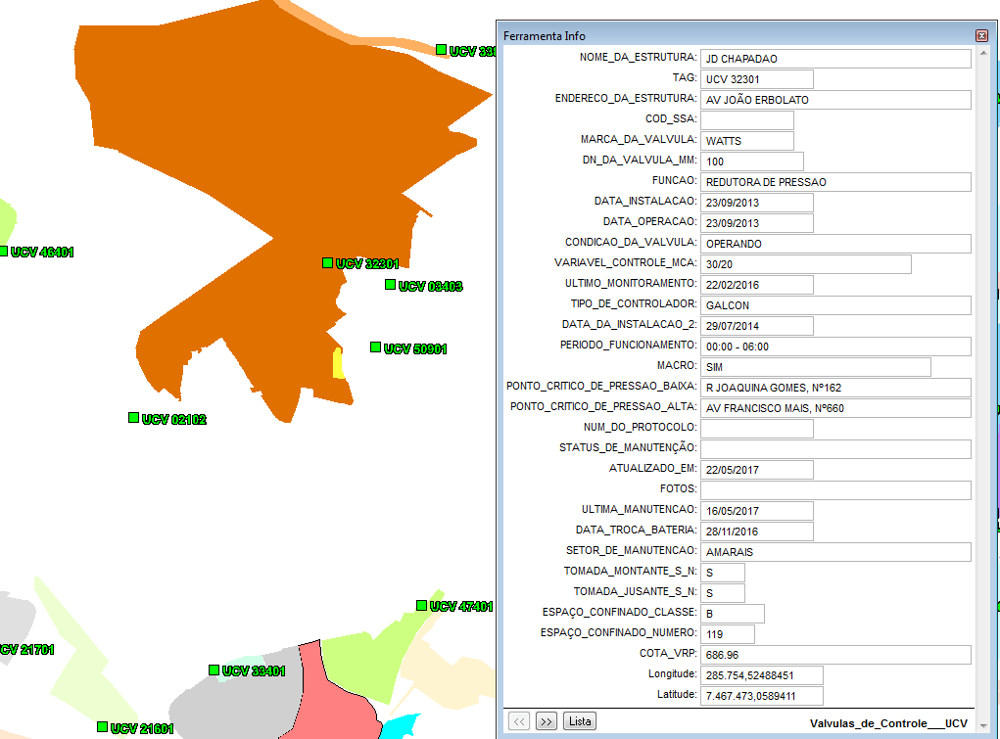 UCV 46401
UCV 32301
UCV 03403
UCV 50901
UCV 02102
UCV 47401
UCV 33401
UCV 21601
Ferramenta Info
NOME_DA_ESTRUTURA: JD CHAPADAO
TAG: UCV 32301
ENDERECO_DA_ESTRUTURA: AV JOÃO ERBOLATO
COD_SSA:
MARCA_DA_VALVULA: WATTS
DN_DA_VALVULA_MM: 100
FUNCAO: REDUTORA DE PRESSAO
DATA_INSTALACAO: 23/09/2013
DATA_OPERACAO: 23/09/2013
CONDICAO_DA_VALVULA: OPERANDO
VARIAVEL_CONTROLE_MCA: 30/20
ULTIMO_MONITORAMENTO: 22/02/2016
TIPO_DE_CONTROLADOR: GALCON
DATA_DA_INSTALACAO_2: 29/07/2014
PERIODO_FUNCIONAMENTO: 00:00 - 06:00
MACRO: SIM
PONTO_CRITICO_DE_PRESSAO_BAIXA: R JOAQUINA GOMES, Nº162
PONTO_CRITICO_DE_PRESSAO_ALTA: AV FRANCISCO MAIS, Nº660
NUM_DO_PROTOCOLO:
STATUS_DE_MANUTENÇÃO:
ATUALIZADO_EM: 22/05/2017
FOTOS:
ULTIMA_MANUTENCAO: 16/05/2017
DATA_TROCA_BATERIA: 28/11/2016
SETOR_DE_MANUTENCAO: AMARAIS
TOMADA_MONTANTE_S_N: S
TOMADA_JUSANTE_S_N: S
ESPAÇO_CONFINADO_CLASSE: B
ESPAÇO_CONFINADO_NUMERO: 119
COTA_VRP: 686.96
Longitude: 285.754,52488451
Latitude: 7.467.473,0589411
<< >> Lista
Valvulas_de_Controle___UCV